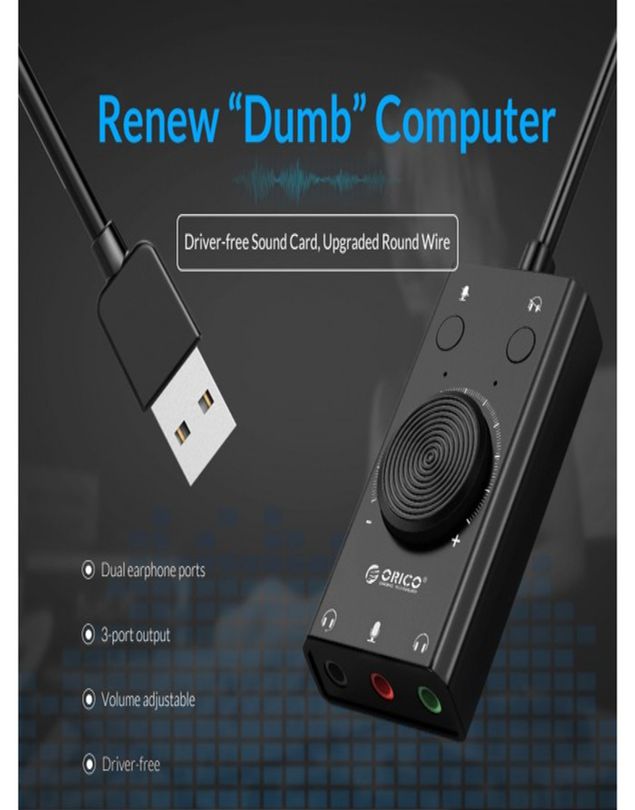 Renew “Dumb” Computer
Driver-free Sound Card, Upgraded Round Wire
- +
ORICO®
Dual earphone ports
3-port output
Volume adjustable
Driver-free